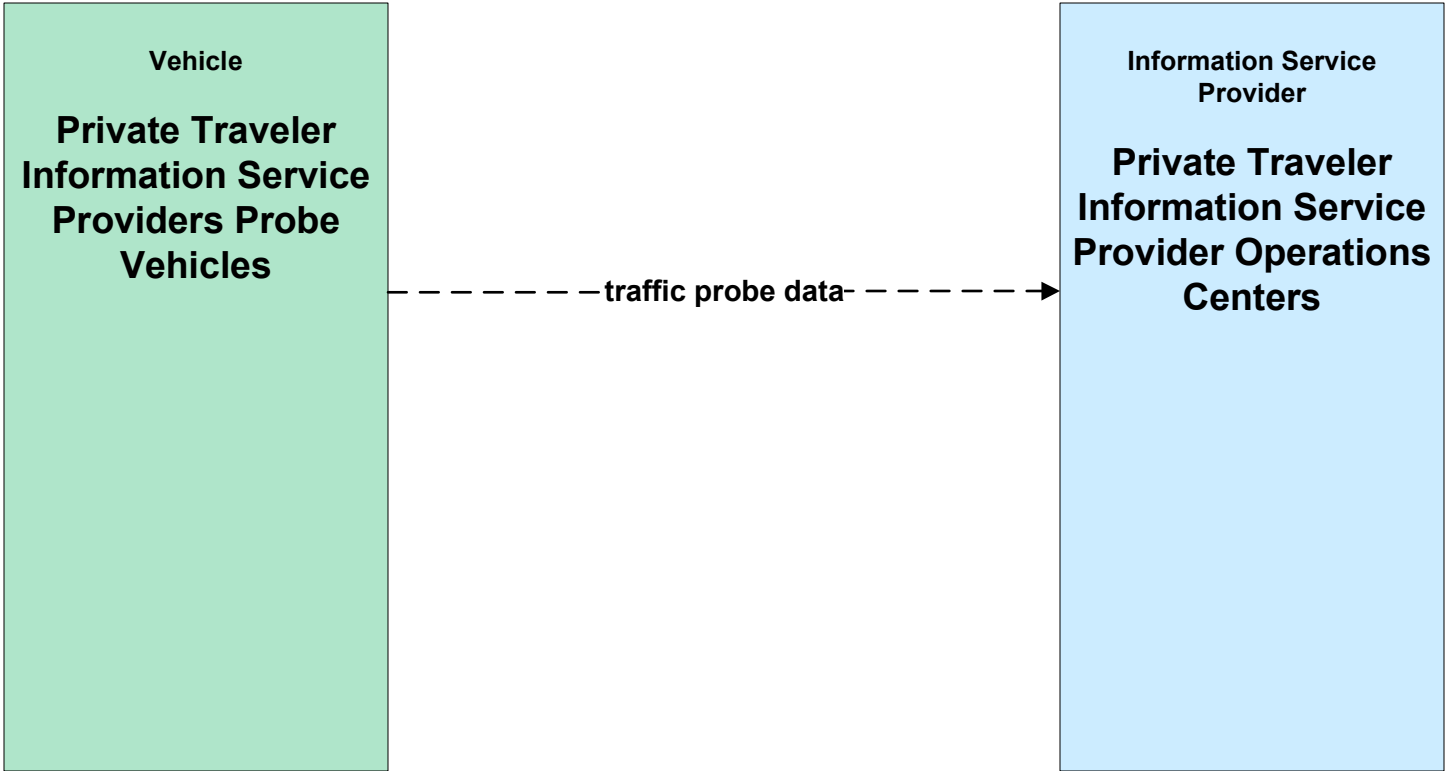 Vehicle
Private Traveler
Information Service
Providers Probe
Vehicles
traffic probe data
Information Service
Provider
Private Traveler
Information Service
Provider Operations
Centers